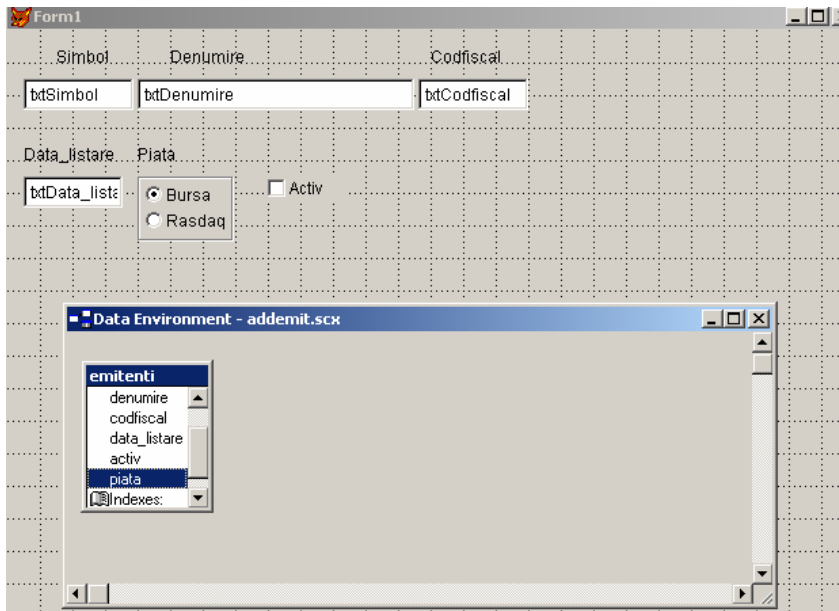 Form1
Simbol Denumire Codfiscal
txtSimbol txtDenumire txtCodfiscal
Data_listare Piata
txtData_lista Bursa Activ
Rasdaq
Data Environment - addemit.scx
emitenti
denumire
codfiscal
data_listare
activ
piata
Indexes: